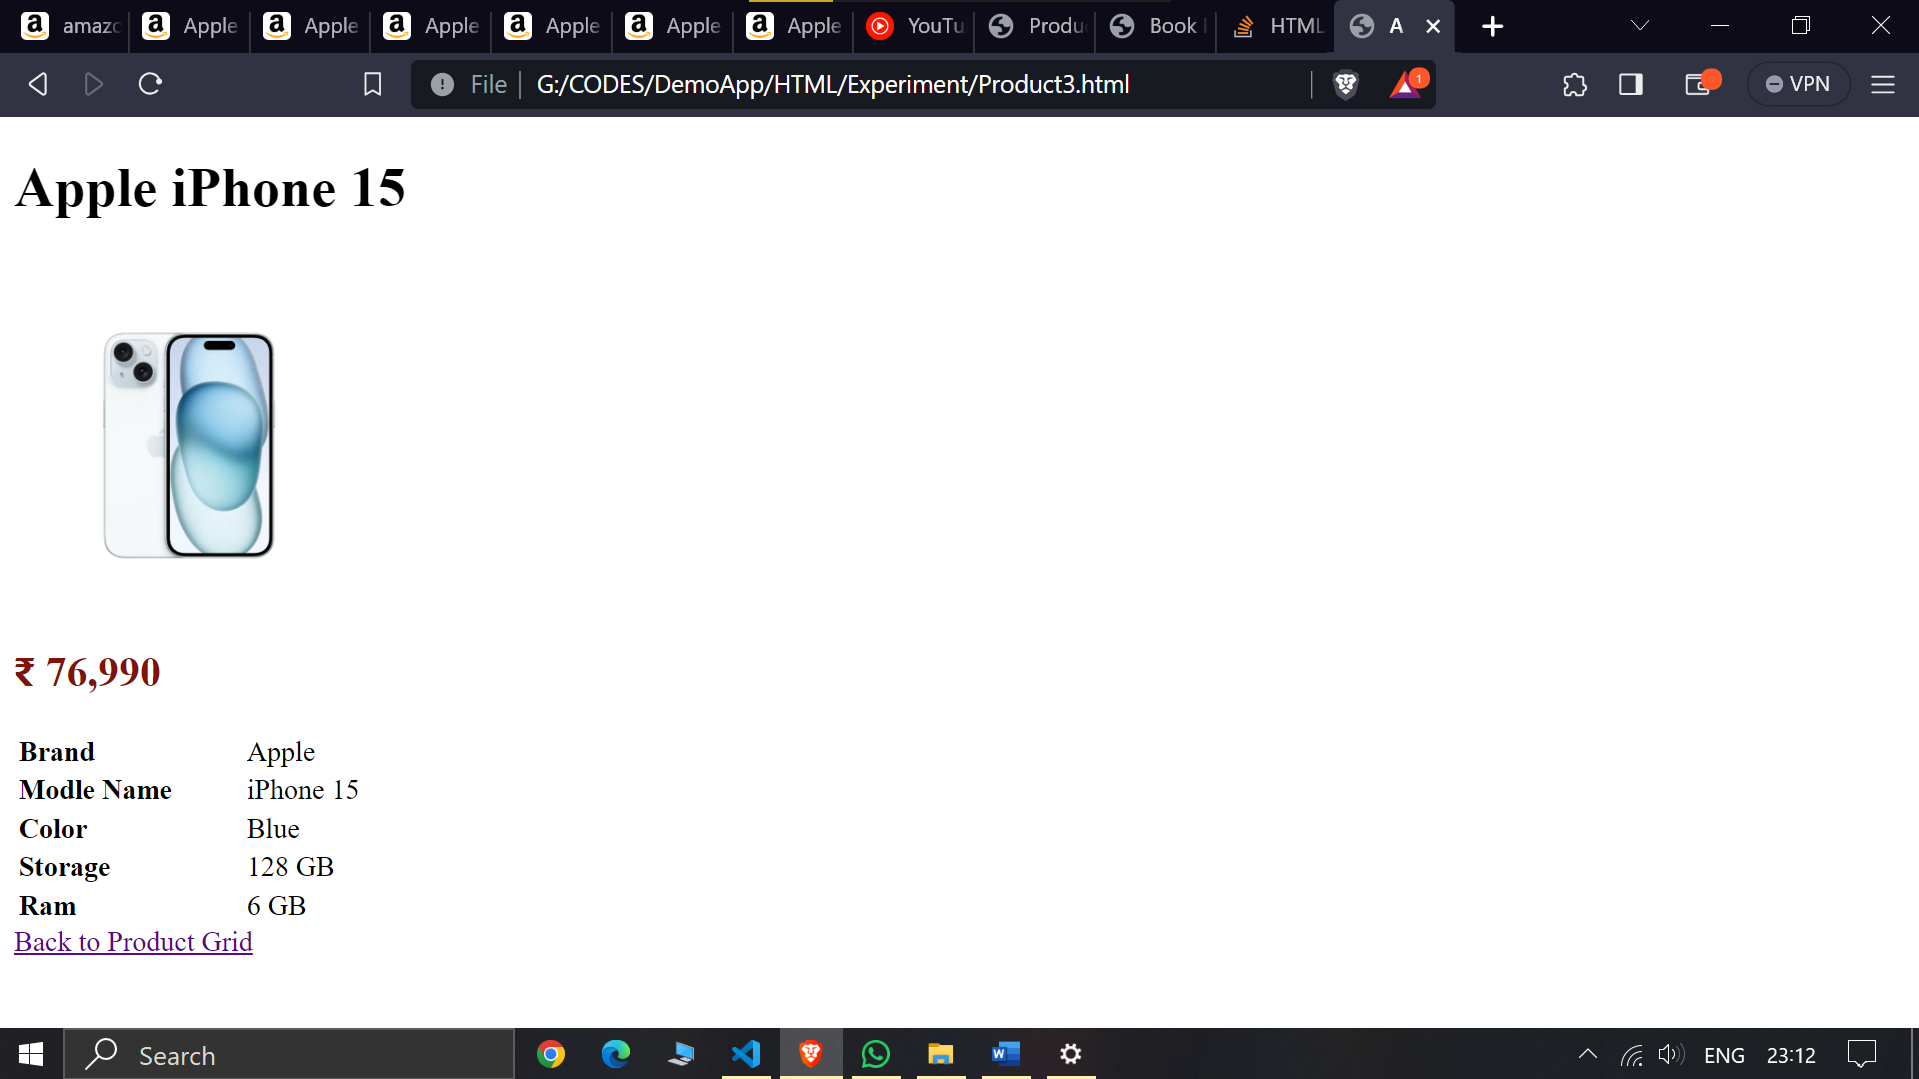 amazo
Apple
Apple
Apple
Apple
Apple
Apple
YouTu
Produ
Book
HTML
A
File
G:/CODES/DemoApp/HTML/Experiment/Product3.html
1
VPN
Apple iPhone 15
₹ 76,990
Brand Apple
Modle Name iPhone 15
Color Blue
Storage 128 GB
Ram 6 GB
Back to Product Grid
Search
ENG
23:12